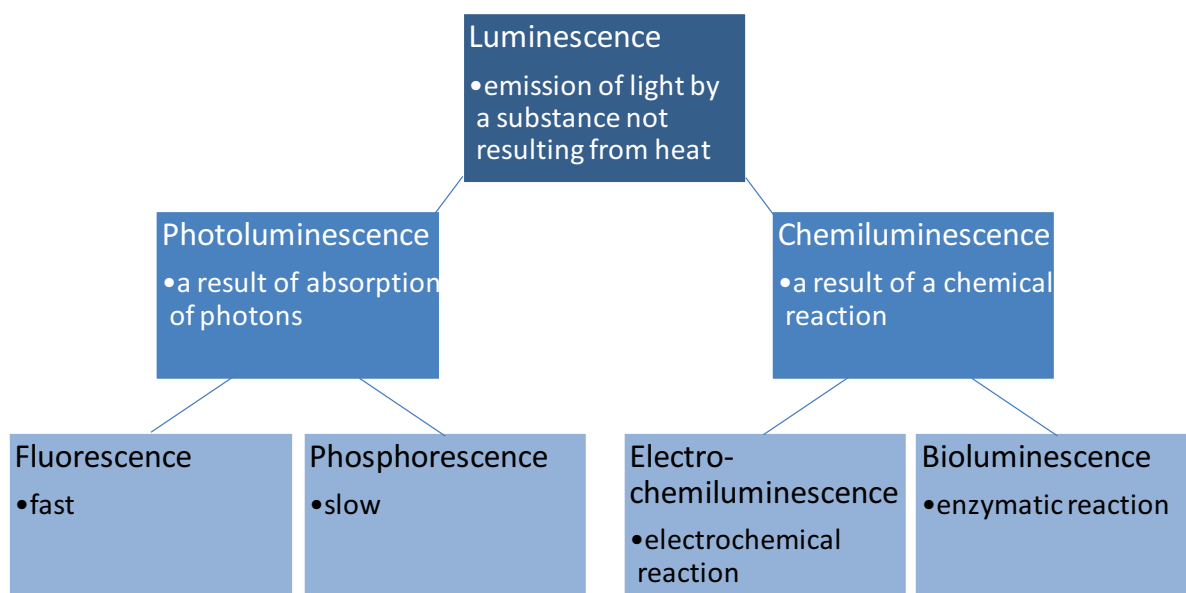 Luminescence
•emission of light by
a substance not
resulting from heat
Photoluminescence
•a result of absorption
of photons
Chemiluminescence
•a result of a chemical
reaction
Fluorescence
•fast
Phosphorescence
•slow
Electro-
chemiluminescence
•electrochemical
reaction
Bioluminescence
•enzymatic reaction